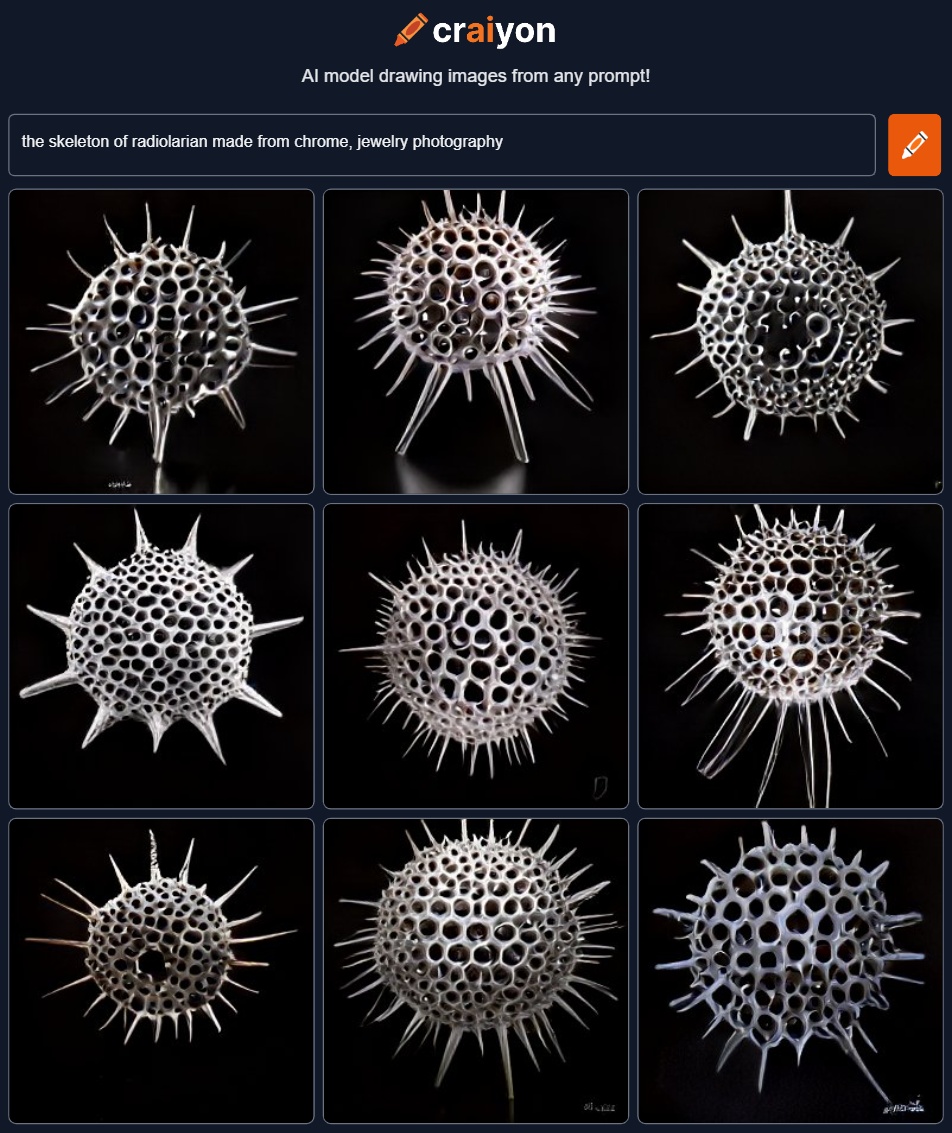 craiyon
AI model drawing images from any prompt!
the skeleton of radiolarian made from chrome, jewelry photography